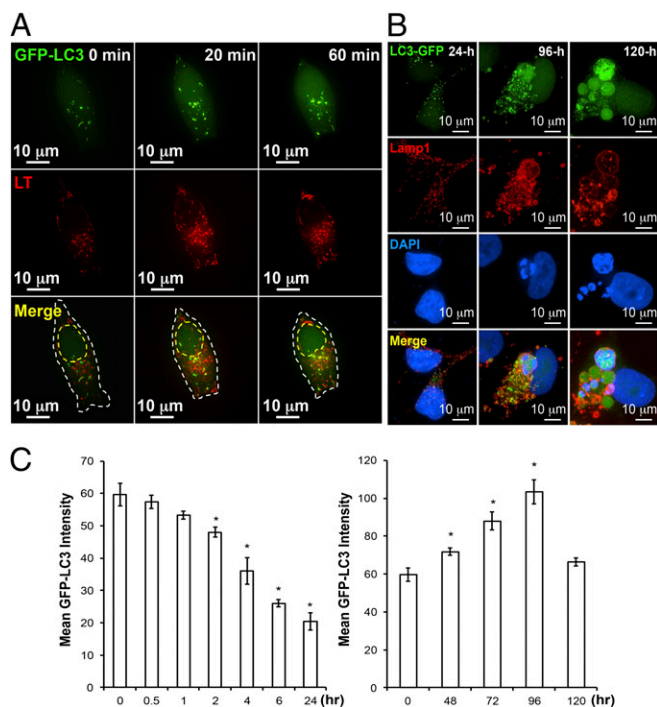 A
GFP-LC3 0 min 20 min 60 min
10 µm 10 µm 10 µm
LT
10 µm 10 µm 10 µm
Merge
10 µm 10 µm 10 µm
B
LC3-GFP 24-h 96-h 120-h
10 µm 10 µm 10 µm
Lamp1
10 µm 10 µm 10 µm
DAPI
10 µm 10 µm 10 µm
Merge
10 µm 10 µm 10 µm
C
Mean GFP-LC3 Intensity
70
60
50
40
30
20
10
0
* * * *
0 0.5 1 2 4 6 24 (hr)
Mean GFP-LC3 Intensity
120
100
80
60
40
20
0
* * *
0 48 72 96 120 (hr)